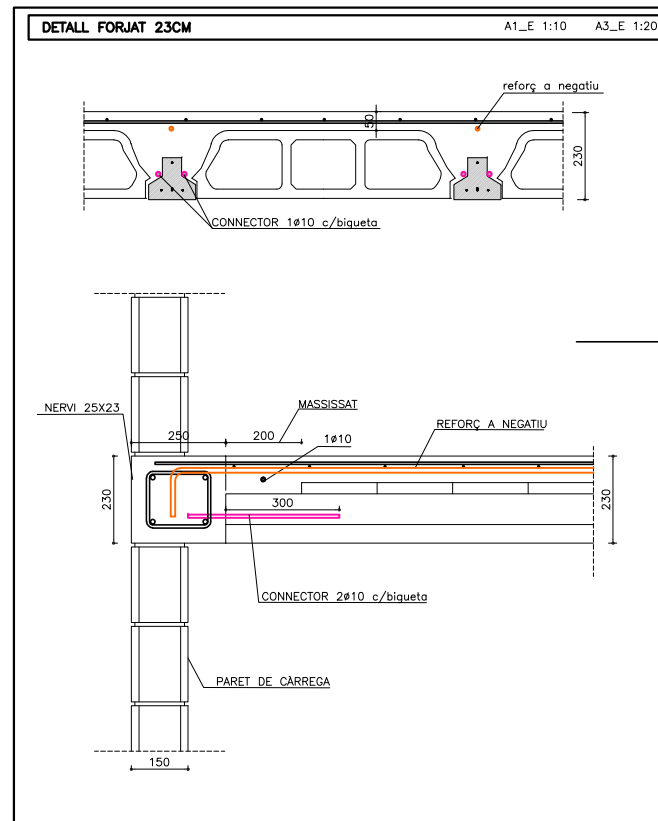 DETALL FORJAT 23CM
A1_E 1:10 A3_E 1:20
reforç a negatiu
50
230
CONNECTOR 1ø10 c/biqueta
NERVI 25X23
MASSISSAT
250
200
1ø10
REFORÇ A NEGATIU
230
300
230
CONNECTOR 2ø10 c/biqueta
PARET DE CÀRREGA
150